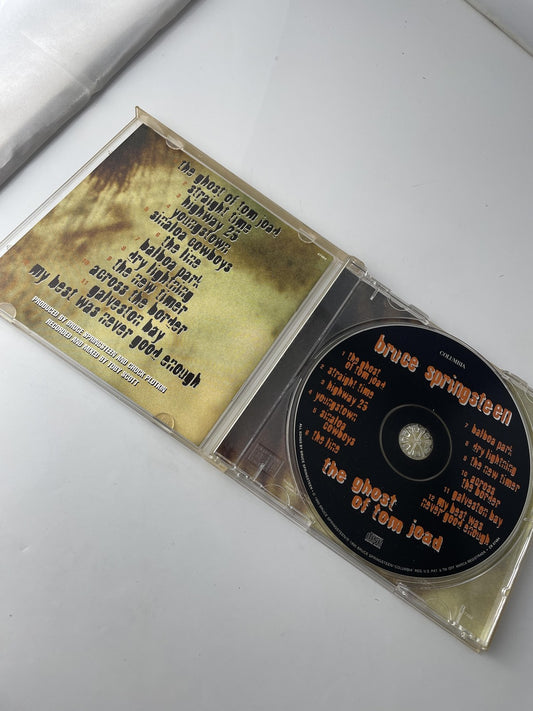 the ghost of tom joad
straight time
highway 25
youngstown
sinaloa cowboys
the line
balboa park
dry lightning
the new timer
across the border
galveston bay
my best was never good enough
PRODUCED BY BRUCE SPRINGSTEEN AND CHUCK PLOTKIN
RECORDED AND MIXED BY TOBY SCOTT
COLUMBIA
bruce springsteen
1 the ghost
of tom joad
2 straight time
3 highway 25
4 youngstown
5 sinaloa
cowboys
6 the line
7 balboa park
8 dry lightning
9 the new timer
10 across
the border
11 galveston bay
12 my best was
never good enough
the ghost
of tom joad